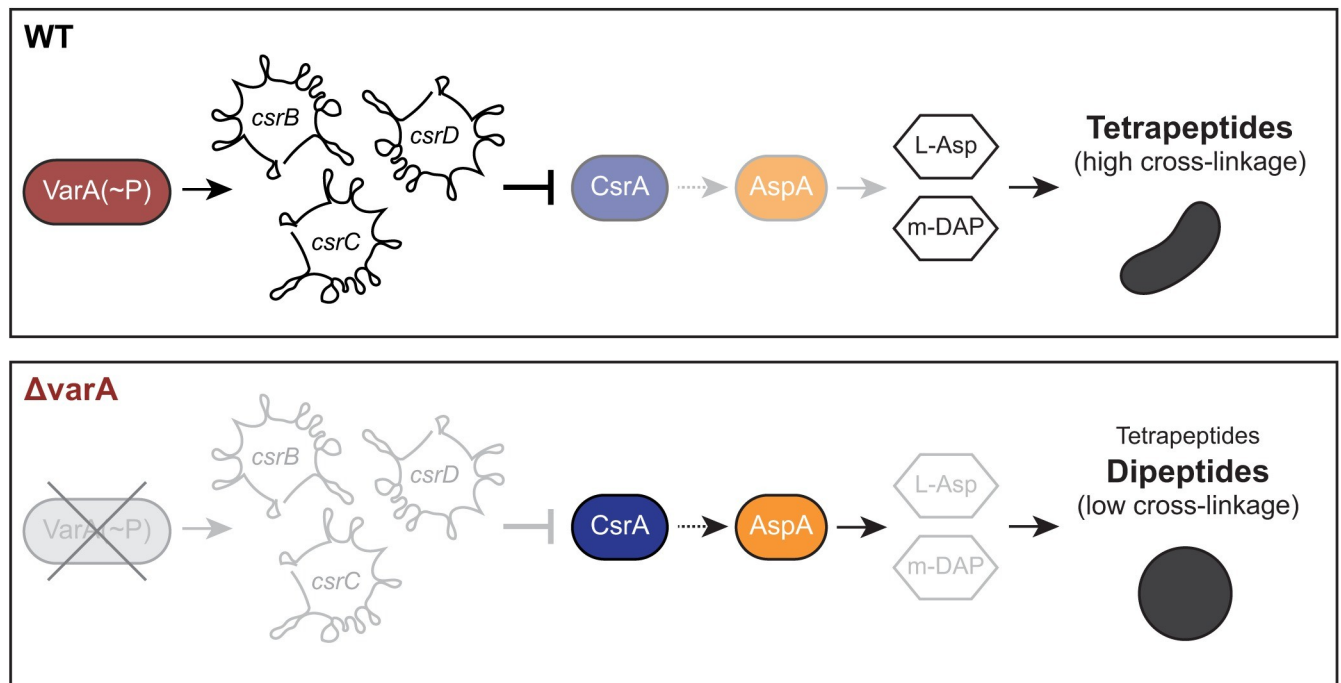 WT
VarA(~P)
csrB
csrD
csrC
CsrA
AspA
L-Asp
m-DAP
Tetrapeptides
(high cross-linkage)
ΔvarA
VarA(~P)
csrB
csrD
csrC
CsrA
AspA
L-Asp
m-DAP
Tetrapeptides
Dipeptides
(low cross-linkage)